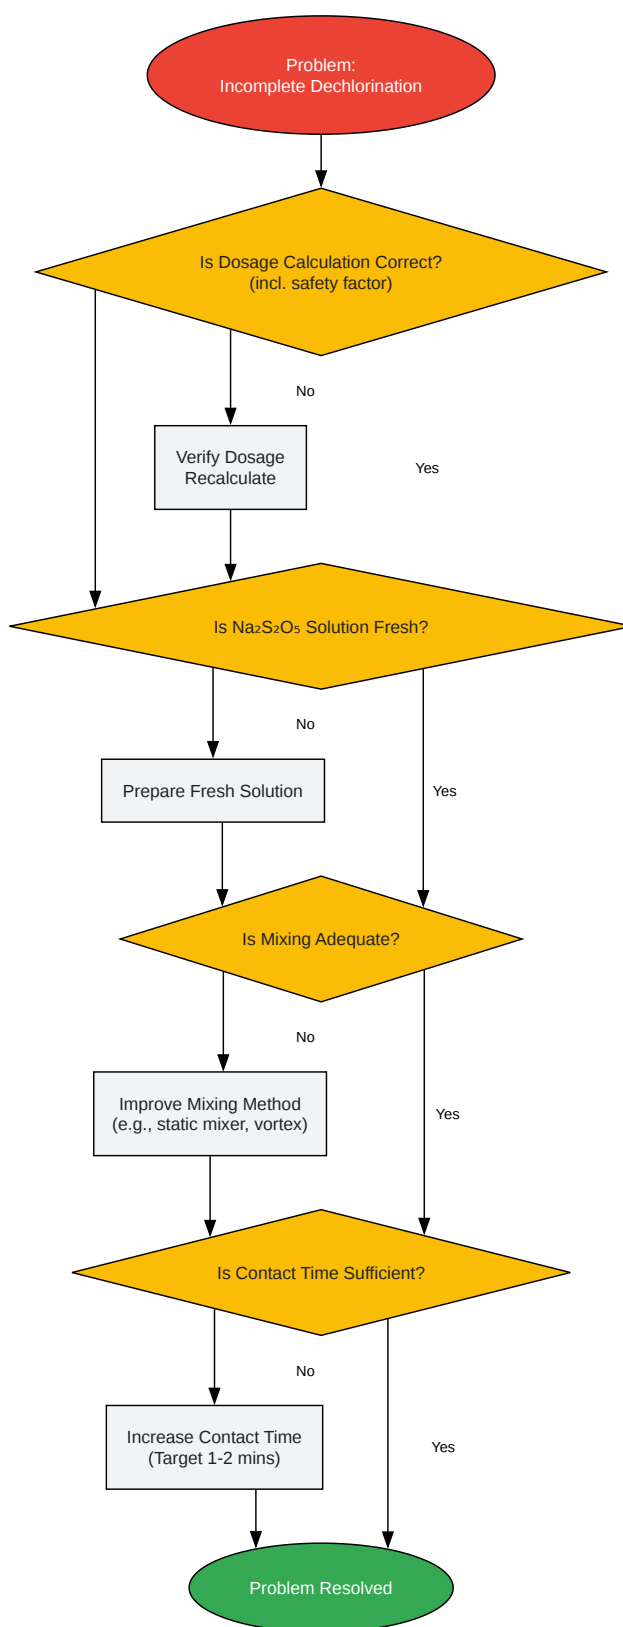 Problem:
Incomplete Dechlorination
Is Dosage Calculation Correct?
(incl. safety factor)
No
Verify Dosage
Recalculate
Yes
Is Na₂S₂O₅ Solution Fresh?
No
Prepare Fresh Solution
Yes
Is Mixing Adequate?
No
Improve Mixing Method
(e.g., static mixer, vortex)
Yes
Is Contact Time Sufficient?
No
Increase Contact Time
(Target 1-2 mins)
Yes
Problem Resolved